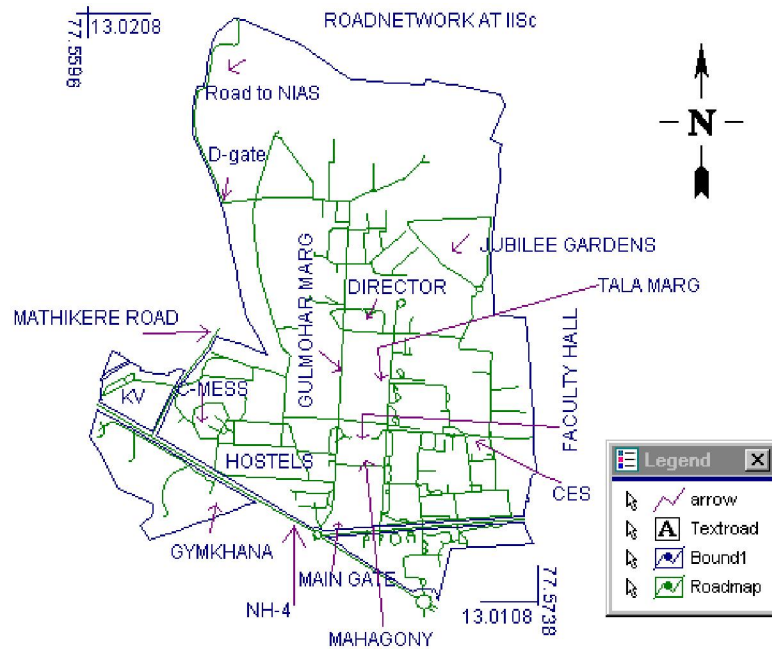 ROADNETWORK AT IISc
13.0208
77.5596
Road to NIAS
N
D-gate
JUBILEE GARDENS
GULMOHAR MARG
DIRECTOR
TALA MARG
MATHIKERE ROAD
FACULTY HALL
KV
C-MESS
HOSTELS
CES
GYMKHANA
MAIN GATE
NH-4
13.0108
77.5738
MAHAGONY
Legend
arrow
A Textroad
Bound1
Roadmap